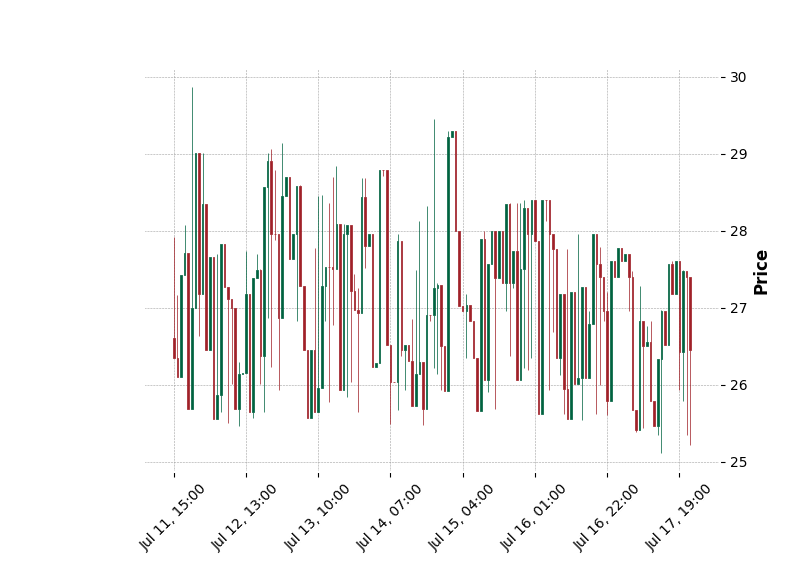 30
29
28
27
26
25
Price
Jul 11, 15:00
Jul 12, 13:00
Jul 13, 10:00
Jul 14, 07:00
Jul 15, 04:00
Jul 16, 01:00
Jul 16, 22:00
Jul 17, 19:00